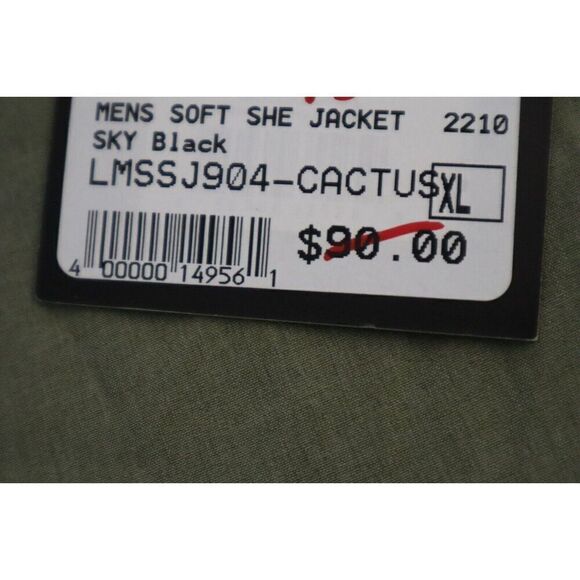 MENS SOFT SHE JACKET 2210
SKY Black
LMSSJ904-CACTUS XL
$90.00
4 00000 14956 1